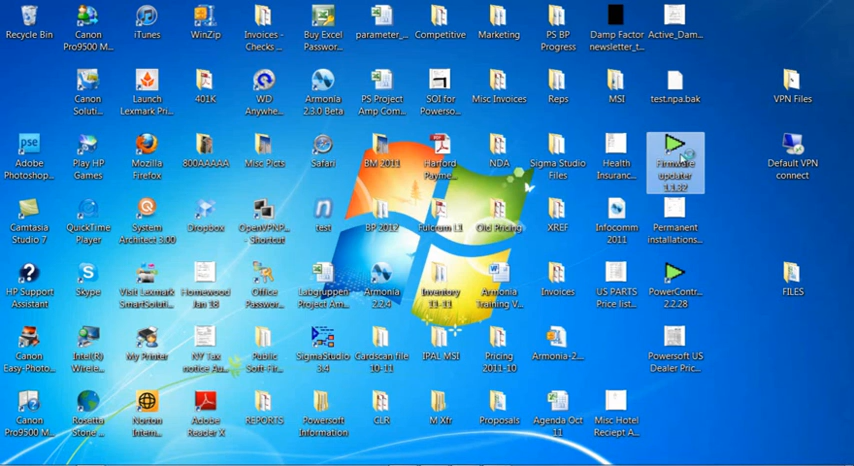 Recycle Bin
Canon
Pro9500 M...
iTunes
WinZip
Invoices -
Checks ...
Buy Excel
Passwor...
parameter_...
Competitive
Marketing
PS BP
Progress
Damp Factor
newsletter_t...
Active_Dam...
Canon
Soluti...
Launch
Lexmark Pri...
401K
WD
Anywhe...
Armonia
2.3.0 Beta
PS Project
Amp Com...
SOI for
Powerso...
Misc Invoices
Reps
MSI
test.npa.bak
VPN Files
Adobe
Photoshop...
Play HP
Games
Mozilla
Firefox
800AAAAA
Misc Picts
Safari
BM 2011
Harford
Payme...
NDA
Sigma Studio
Files
Health
Insuranc...
Firmware
updater
1.1.32
Default VPN
connect
Camtasia
Studio 7
QuickTime
Player
System
Architect 3.00
Dropbox
OpenVPNP...
- Shortcut
test
BP 2012
Fulcrum L1
Old Pricing
XREF
Infocomm
2011
Permanent
installations...
HP Support
Assistant
Skype
Visit Lexmark
SmartSoluti...
Homewood
Jan 18
Office
Passwor...
Labgruppen
Project Am...
Armonia
2.2.4
Inventory
11-11
Armonia
Training V...
Invoices
US PARTS
Price list...
PowerContr...
2.2.28
FILES
Canon
Easy-Photo...
Intel(R)
Wirele...
My Printer
NY Tax
notice Au...
Public
Soft-Fir...
SigmaStudio
3.4
Cardscan file
10-11
IPAL MSI
Pricing
2011-10
Armonia-2...
Powersoft US
Dealer Pric...
Canon
Pro9500 M...
Rosetta
Stone ...
Norton
Intern...
Adobe
Reader X
REPORTS
Powersoft
Information
CLR
M Xfr
Proposals
Agenda Oct
11
Misc Hotel
Reciept A...